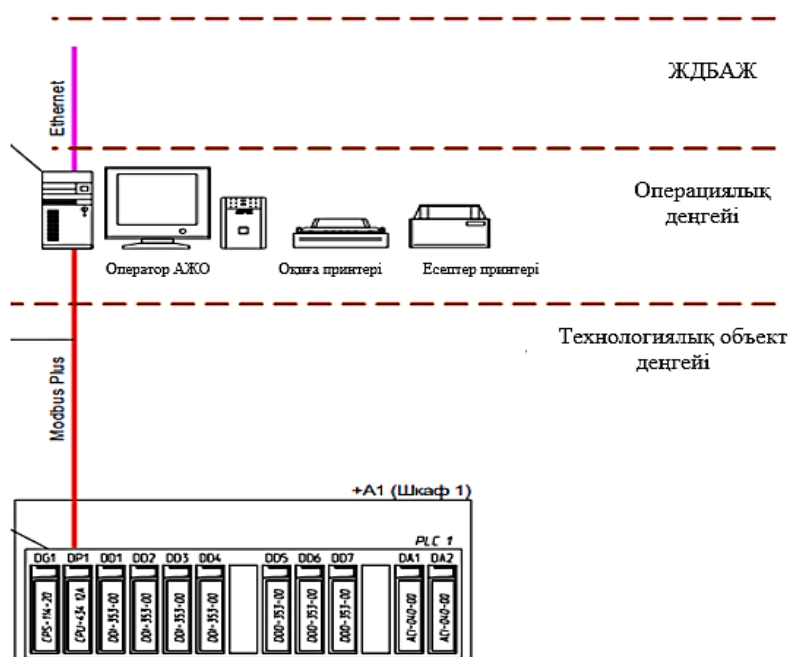 ЖДБАЖ
Ethernet
Операциялық
деңгейі
Оператор АЖО
Оқиға принтері
Есептер принтері
Технологиялық объект
деңгейі
Modbus Plus
+A1 (Шкаф 1)
PLC 1
DG1 DP1 DD1 DD2 DD3 DD4 DD5 DD6 DD7 DA1 DA2
CPS-114-20 CPU-434 12A DDI-353-00 DDI-353-00 DDI-353-00 DDI-353-00 DDO-353-00 DDO-353-00 DDO-353-00 ACI-040-00 ACI-040-00